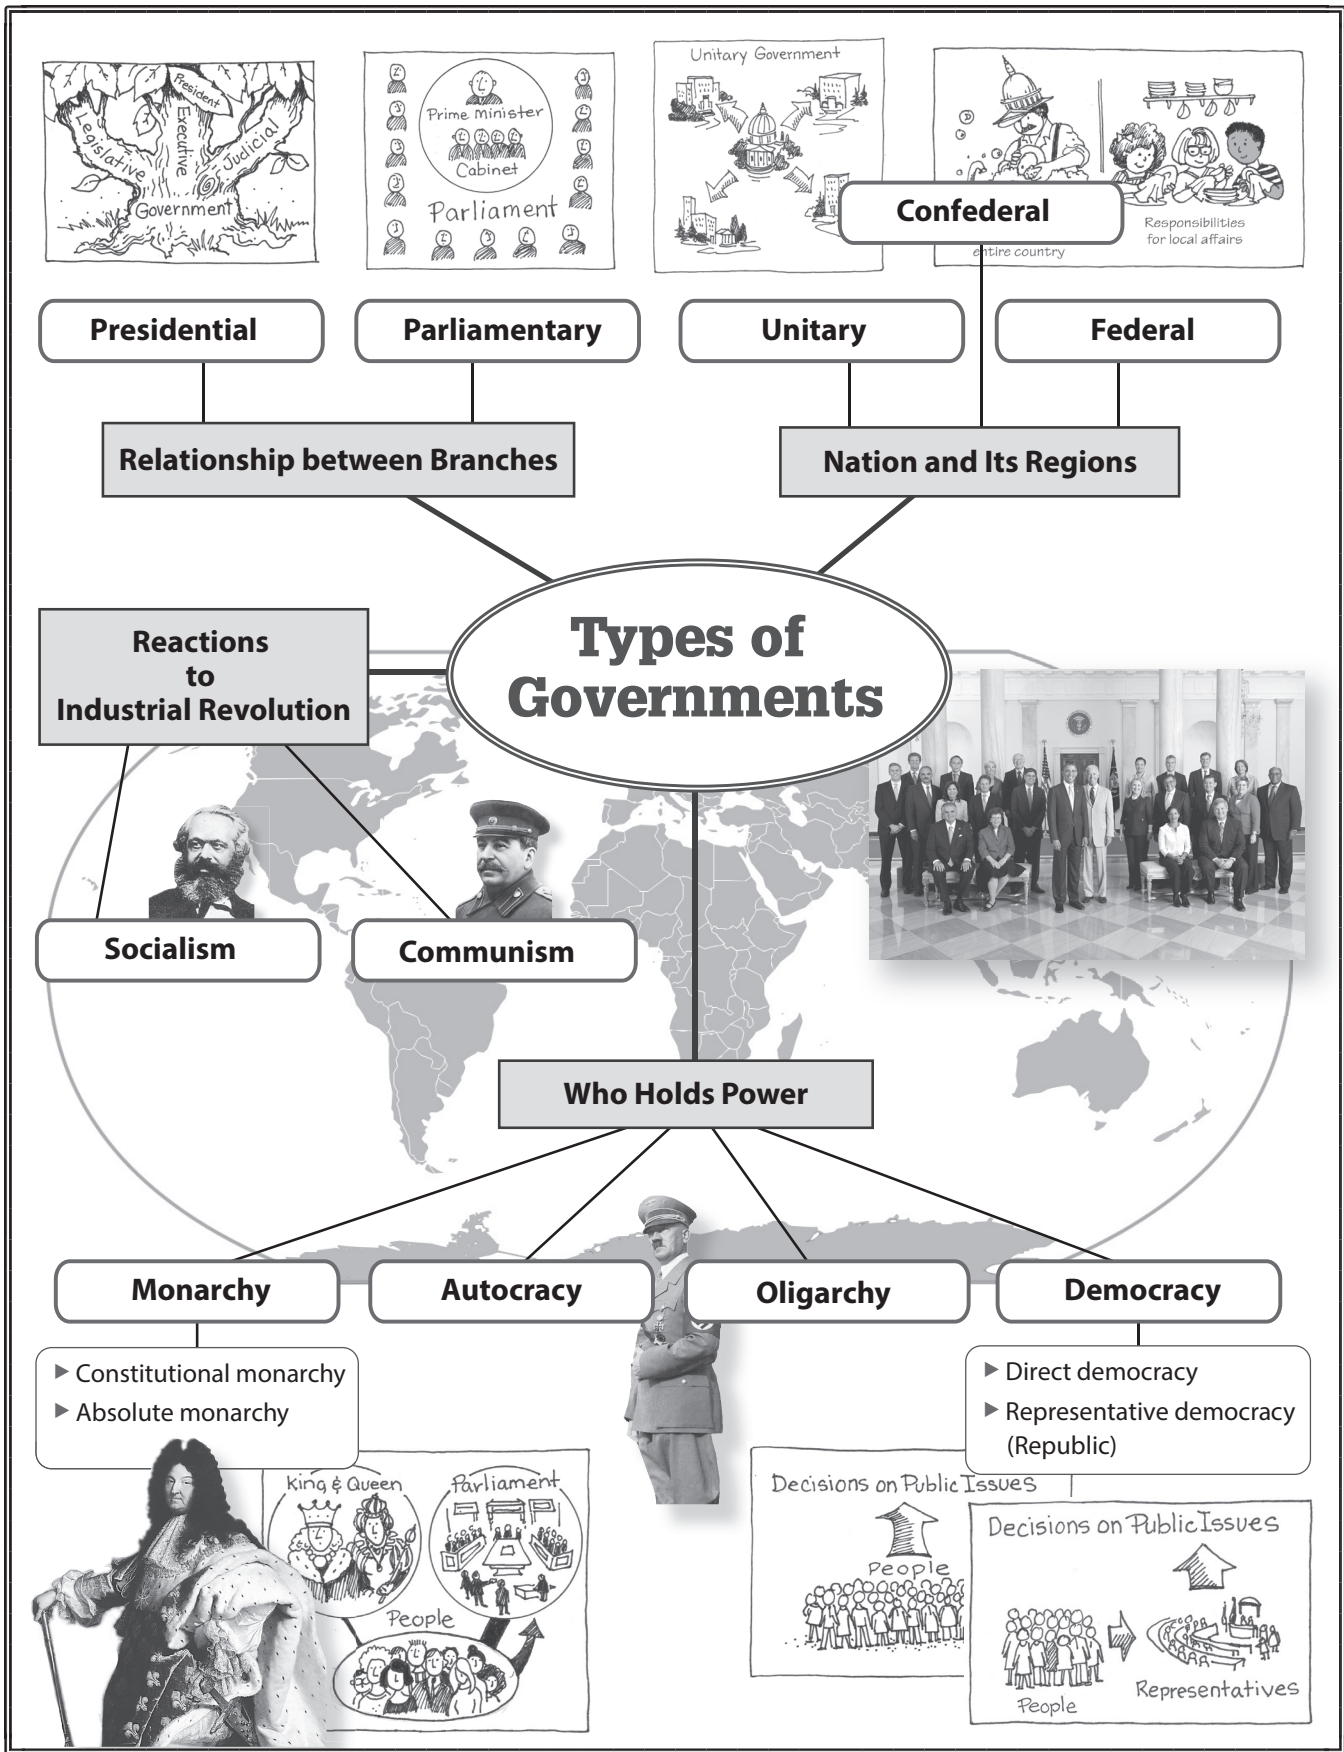 President
Legislative
Executive
Judicial
Government
Prime Minister
Cabinet
Parliament
Unitary Government
Confederal
entire country
Responsibilities
for local affairs
Presidential
Parliamentary
Unitary
Federal
Relationship between Branches
Nation and Its Regions
Types of
Governments
Reactions
to
Industrial Revolution
Socialism
Communism
Who Holds Power
Monarchy
Autocracy
Oligarchy
Democracy
▶ Constitutional monarchy
▶ Absolute monarchy
▶ Direct democracy
▶ Representative democracy
(Republic)
King & Queen
Parliament
People
Decisions on Public Issues
People
Decisions on Public Issues
People
Representatives